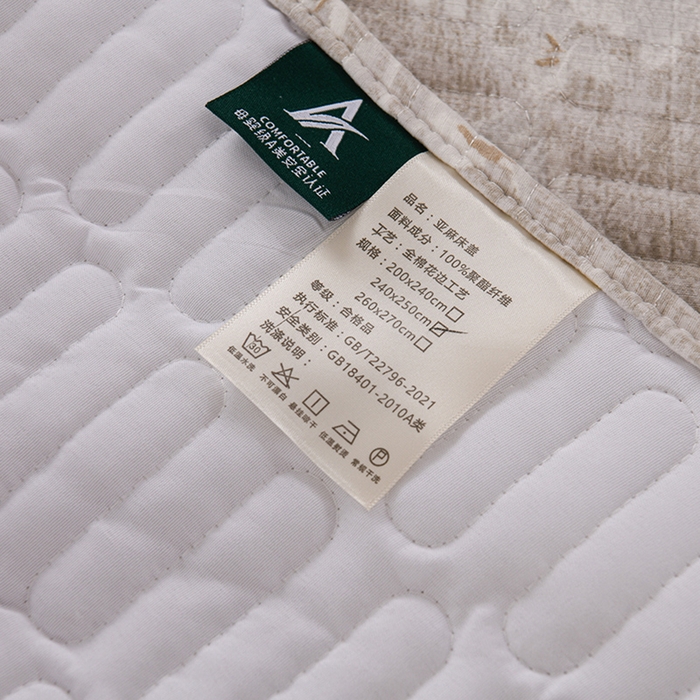 COMFORTABLE
母婴级A类安全认证
品名：亚麻床盖
面料成分：100%聚酯纤维
工艺：全棉花边工艺
规格：200x240cm
240x250cm
260x270cm
等级：合格品
执行标准：GB/T22796-2021
安全类别：GB18401-2010A类
洗涤说明：
30
P
低温水洗 不可漂白 悬挂晾干 低温熨烫 常规干洗